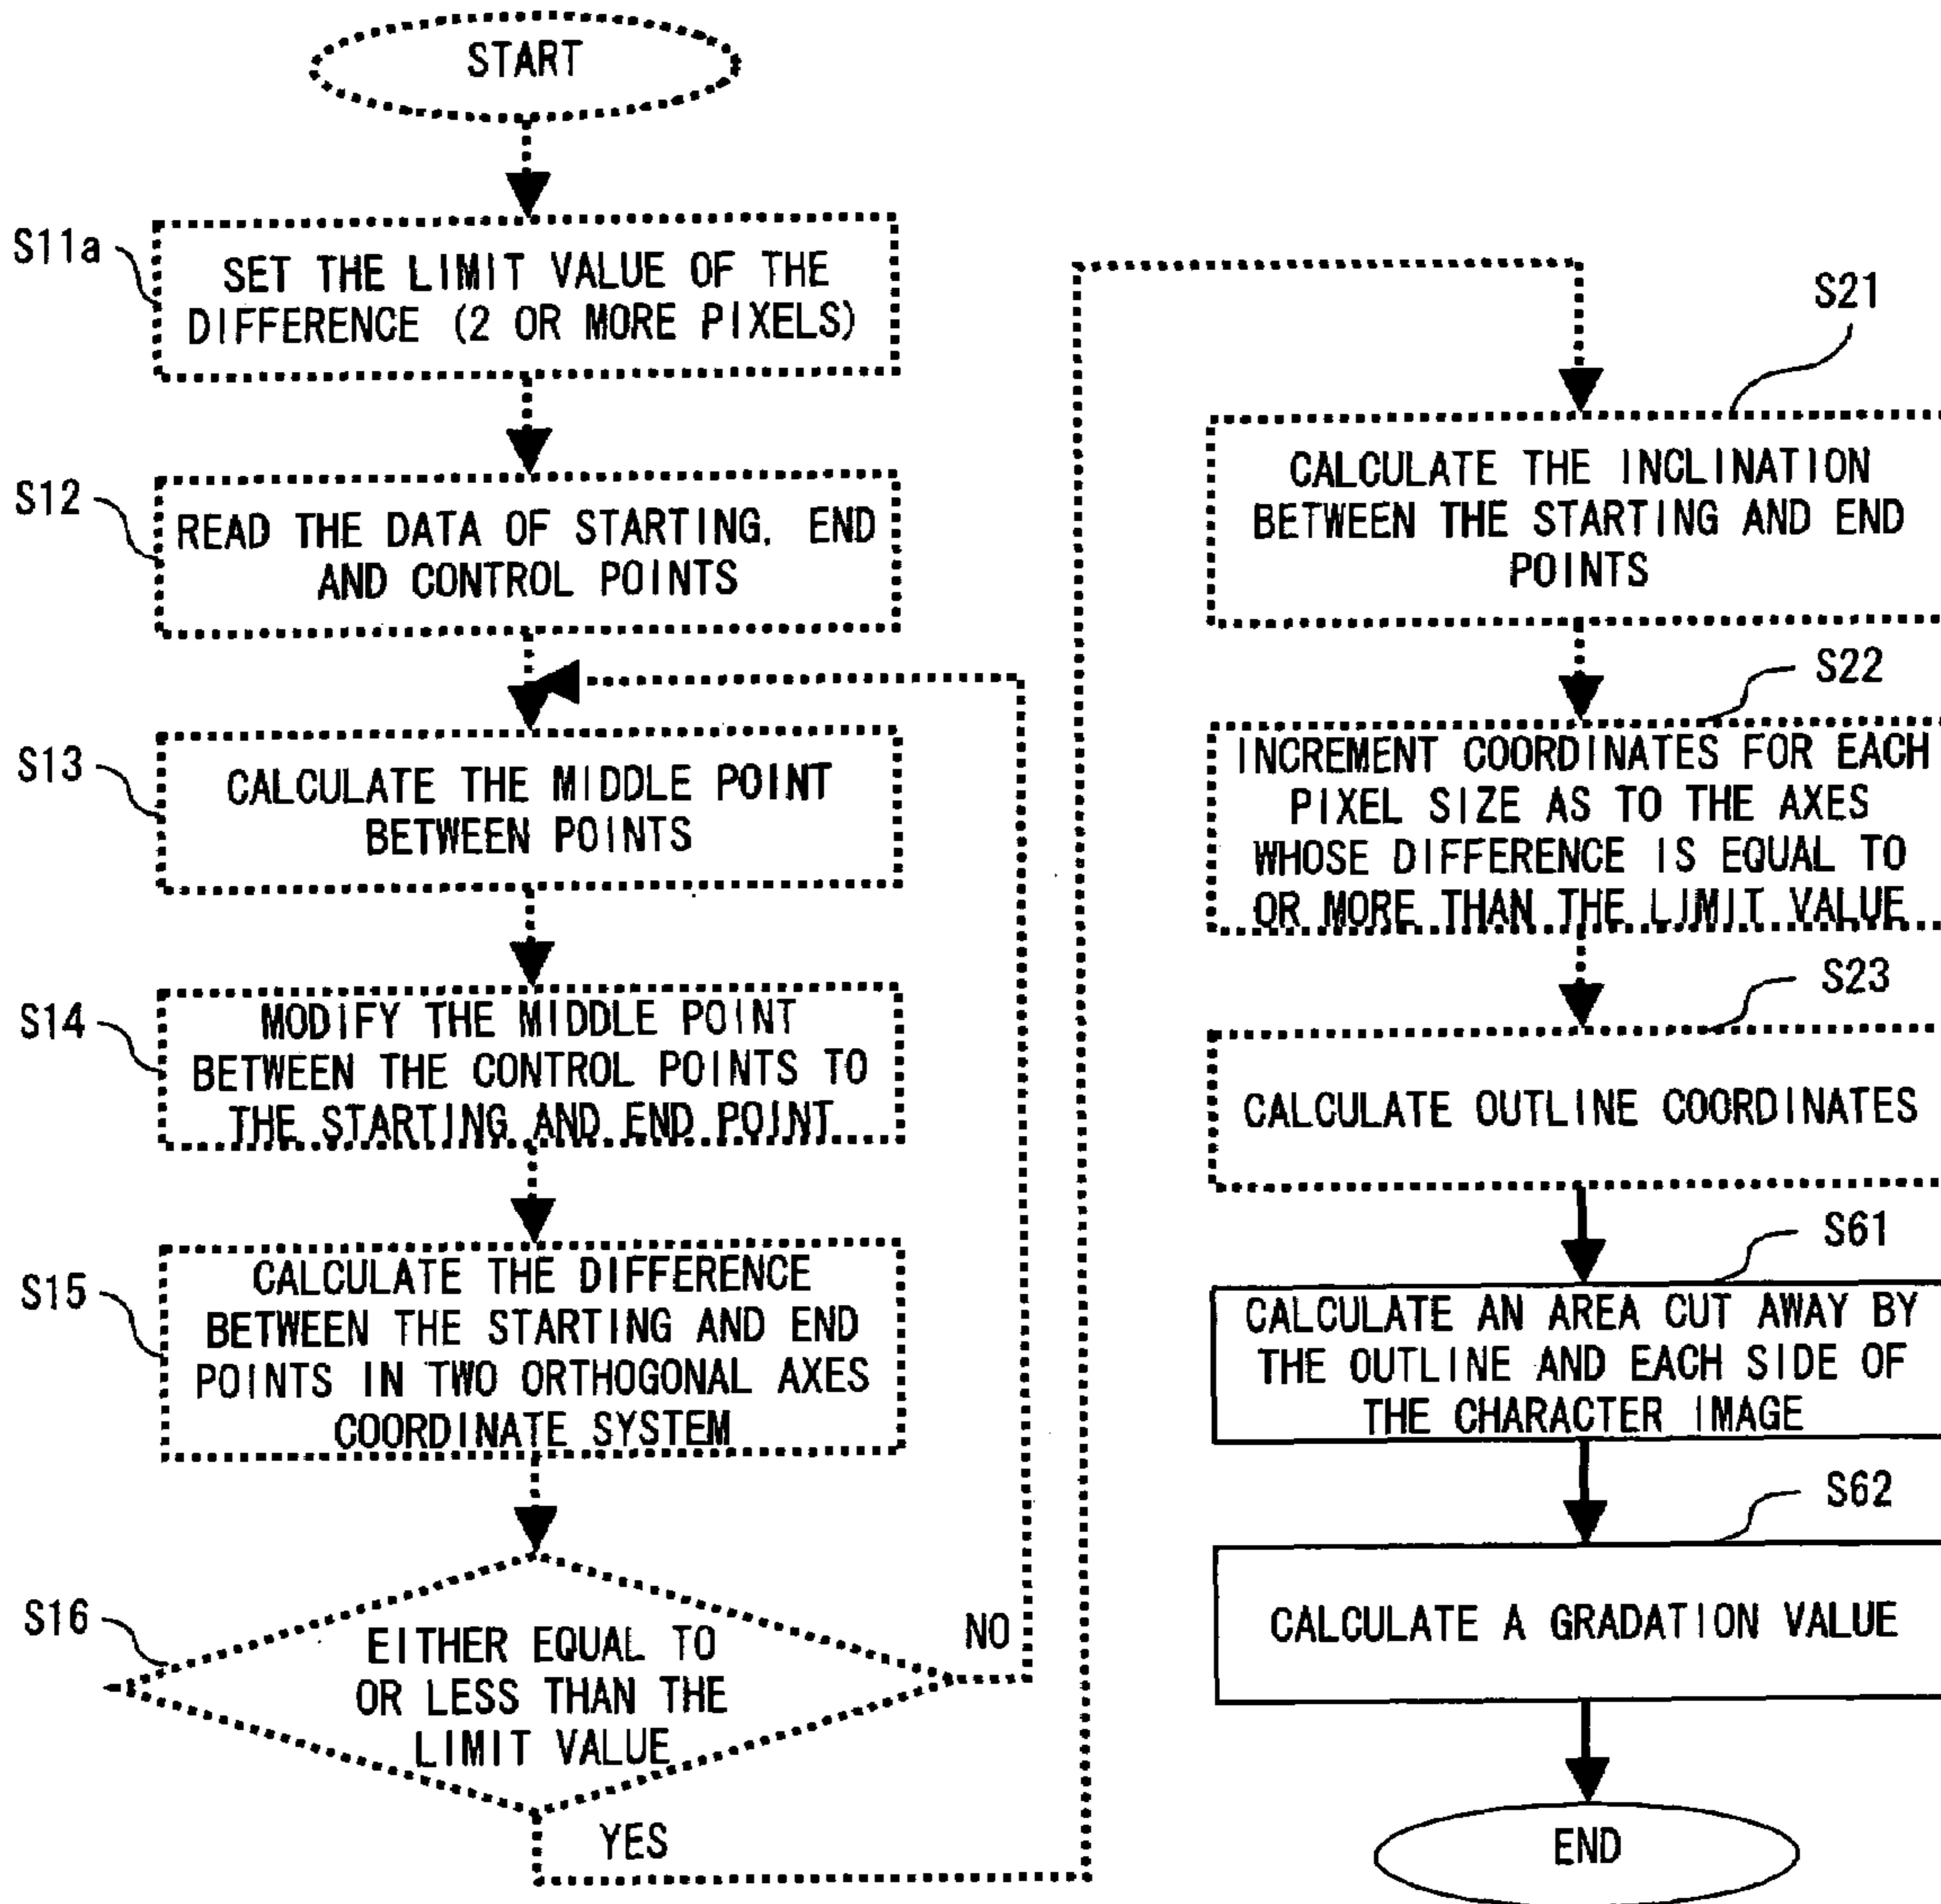 START
S11a
SET THE LIMIT VALUE OF THE
DIFFERENCE (2 OR MORE PIXELS)
S12
READ THE DATA OF STARTING, END
AND CONTROL POINTS
S13
CALCULATE THE MIDDLE POINT
BETWEEN POINTS
S14
MODIFY THE MIDDLE POINT
BETWEEN THE CONTROL POINTS TO
THE STARTING AND END POINT
S15
CALCULATE THE DIFFERENCE
BETWEEN THE STARTING AND END
POINTS IN TWO ORTHOGONAL AXES
COORDINATE SYSTEM
S16
EITHER EQUAL TO
OR LESS THAN THE
LIMIT VALUE
NO
YES
S21
CALCULATE THE INCLINATION
BETWEEN THE STARTING AND END
POINTS
S22
INCREMENT COORDINATES FOR EACH
PIXEL SIZE AS TO THE AXES
WHOSE DIFFERENCE IS EQUAL TO
OR MORE THAN THE LIMIT VALUE
S23
CALCULATE OUTLINE COORDINATES
S61
CALCULATE AN AREA CUT AWAY BY
THE OUTLINE AND EACH SIDE OF
THE CHARACTER IMAGE
S62
CALCULATE A GRADATION VALUE
END